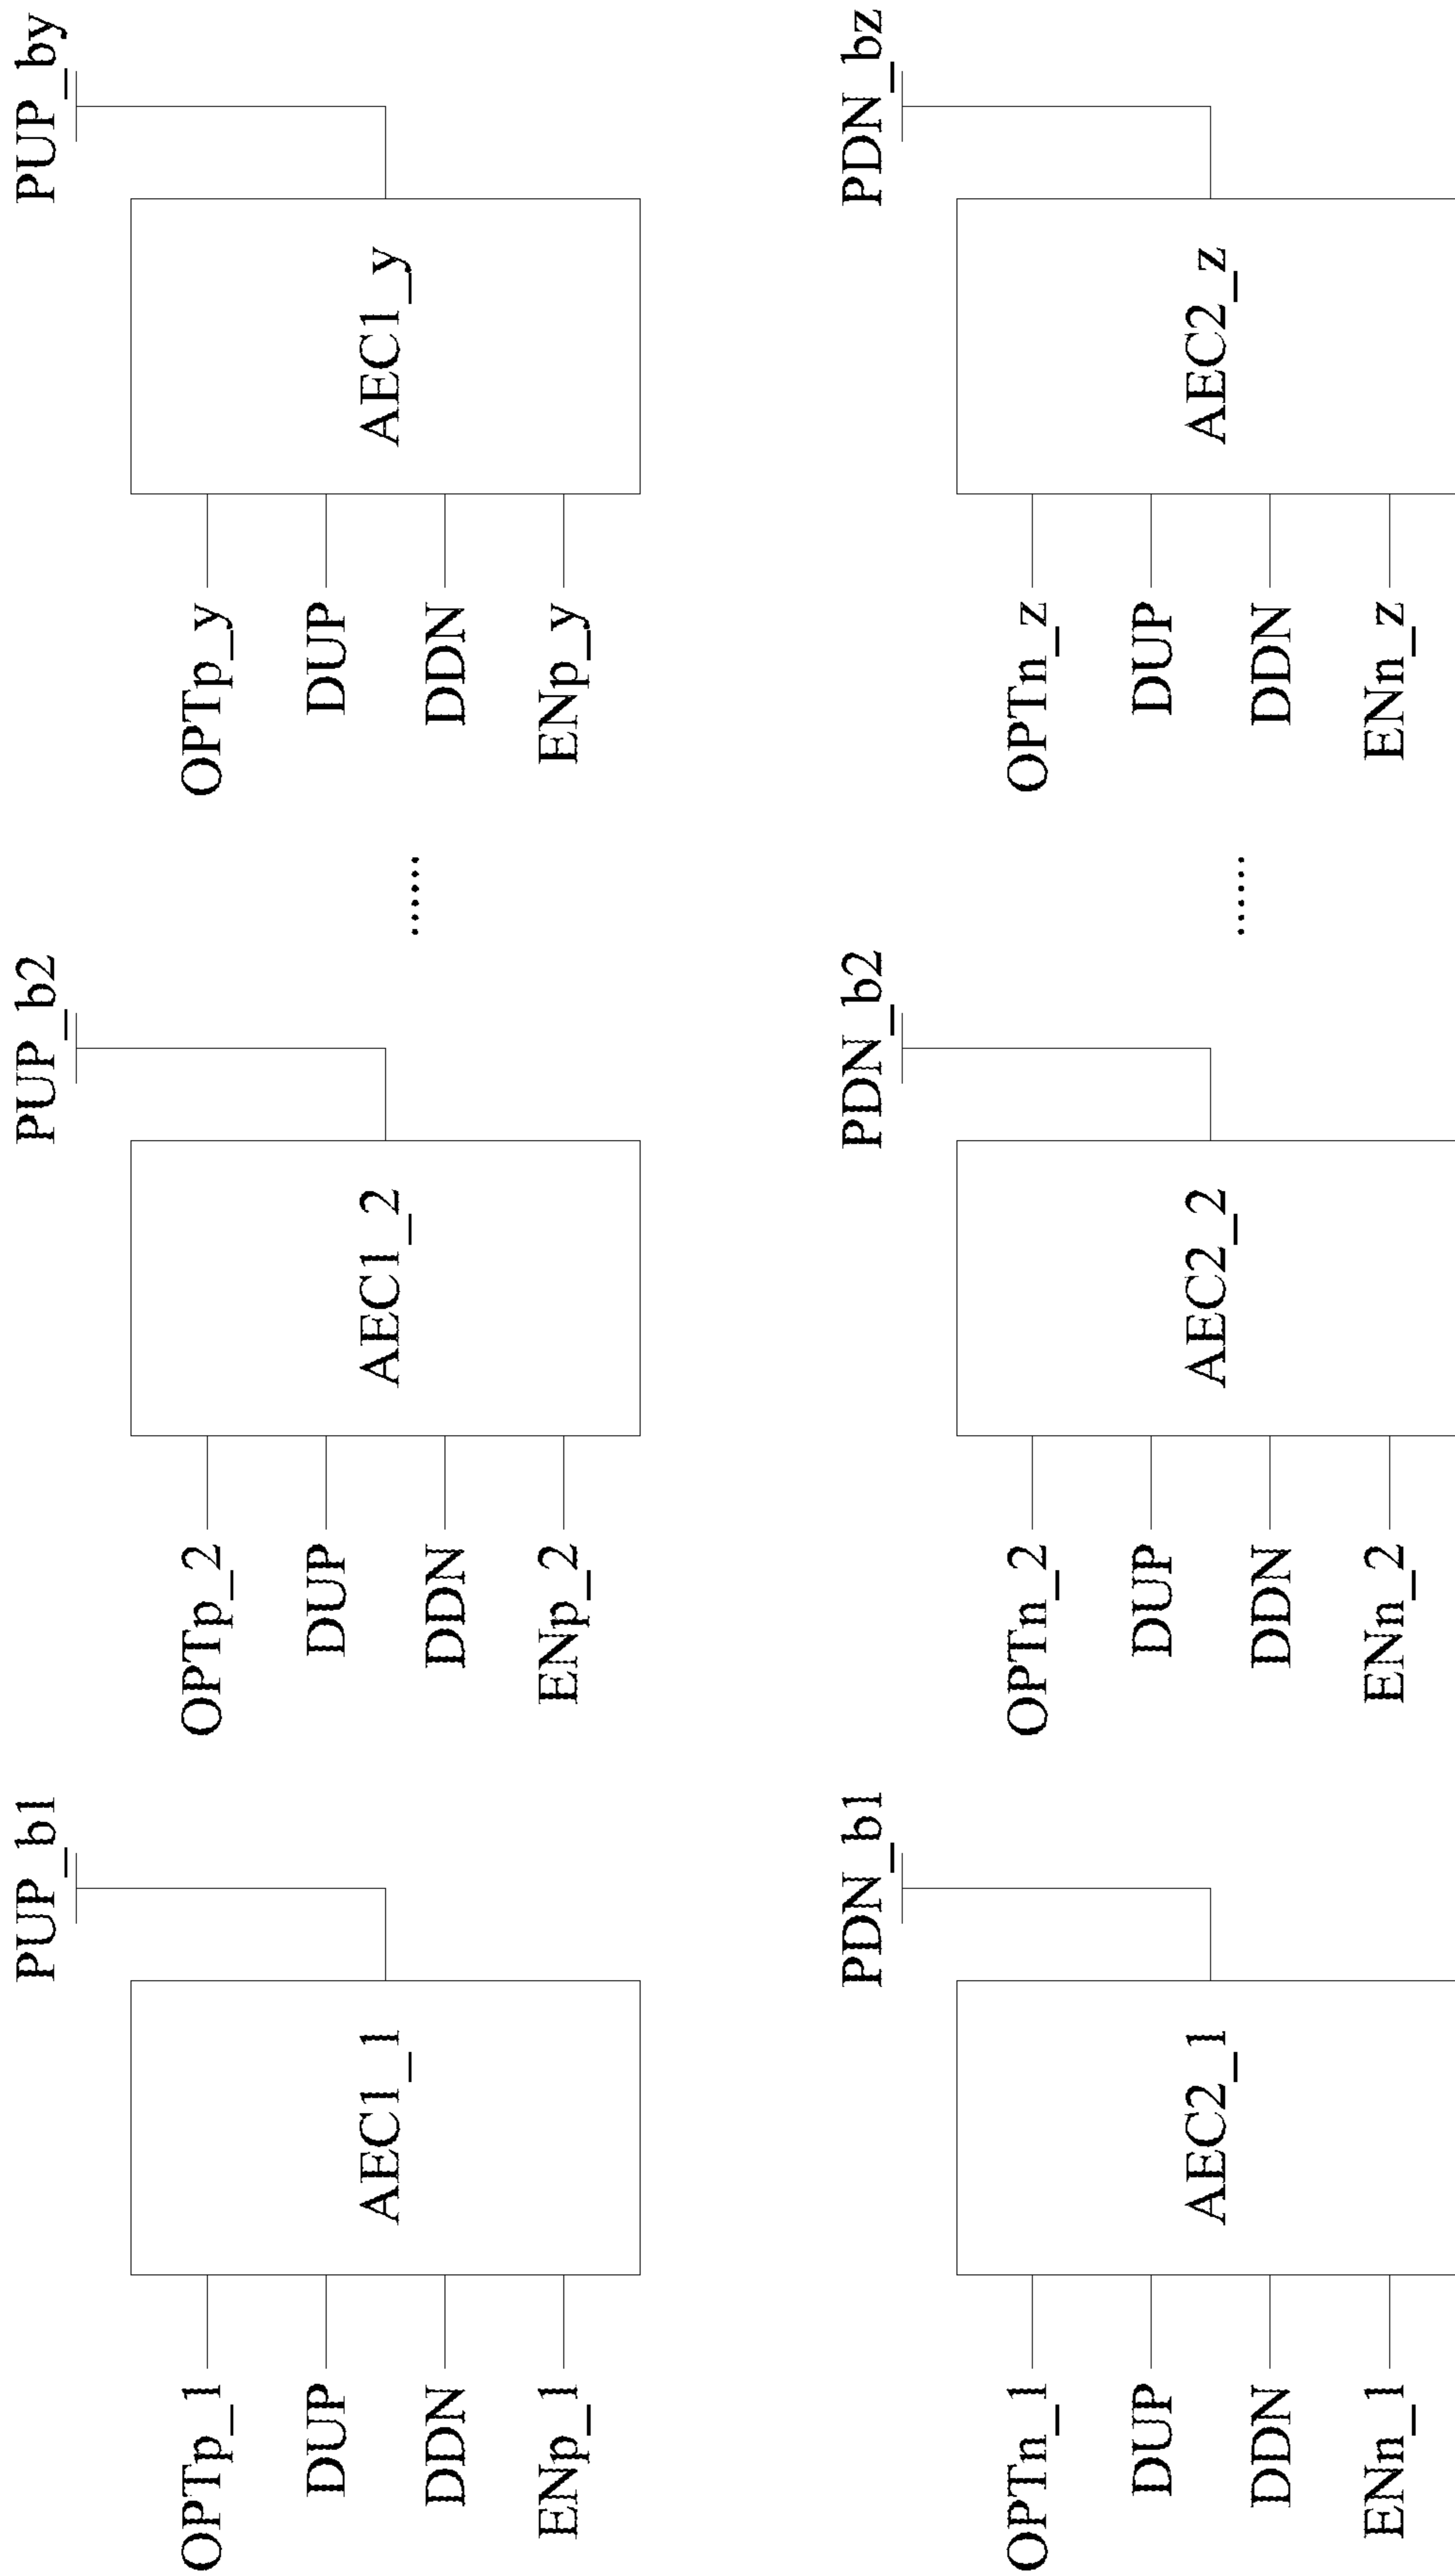 PUP_b1
AEC1_1
OPTp_1
DUP
DDN
ENp_1
PUP_b2
AEC1_2
OPTp_2
DUP
DDN
ENp_2
......
PUP_by
AEC1_y
OPTp_y
DUP
DDN
ENp_y
PDN_b1
AEC2_1
OPTn_1
DUP
DDN
ENn_1
PDN_b2
AEC2_2
OPTn_2
DUP
DDN
ENn_2
......
PDN_bz
AEC2_z
OPTn_z
DUP
DDN
ENn_z